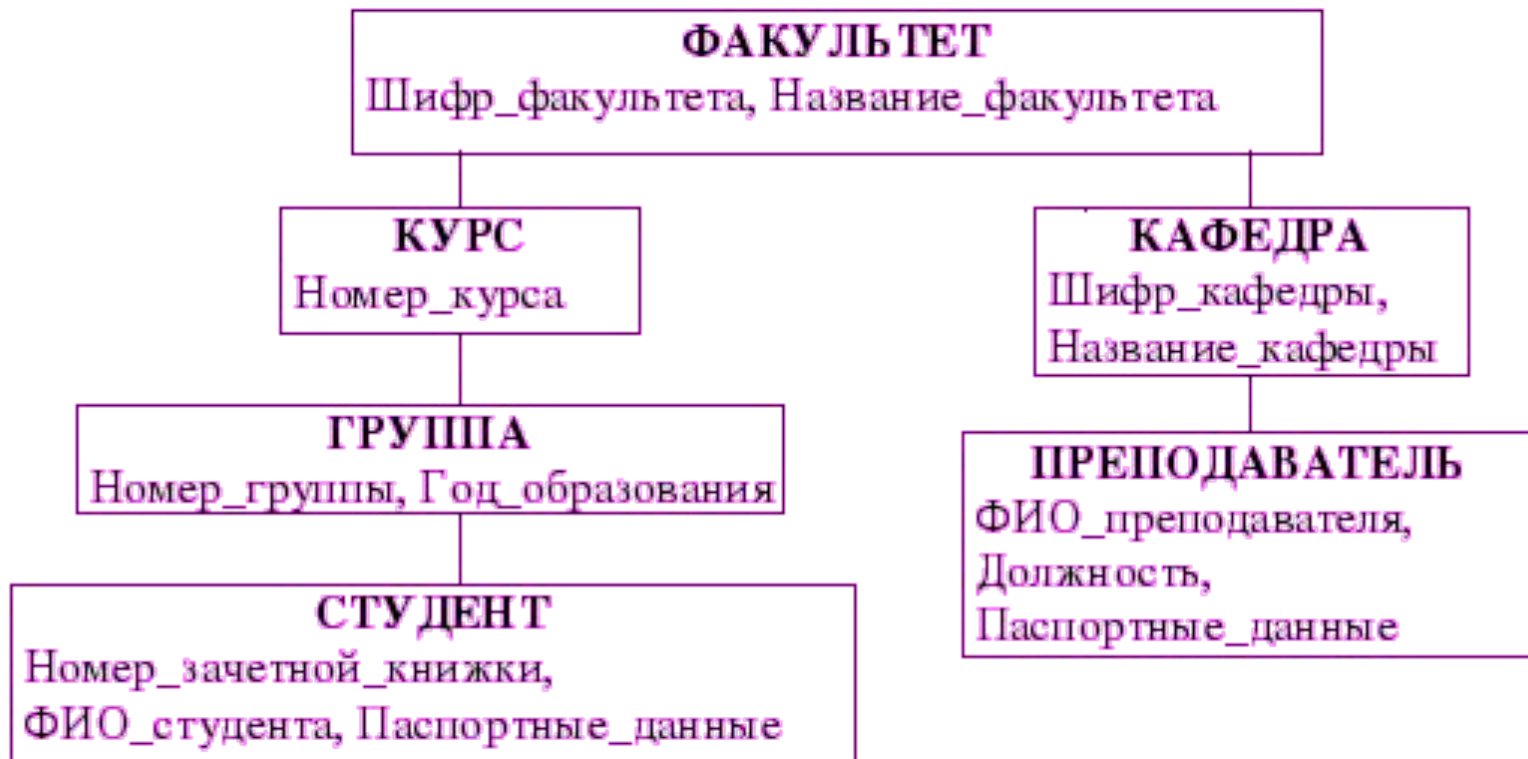 ФАКУЛЬТЕТ
Шифр_факультета, Название_факультета
КУРС
Номер_курса
КАФЕДРА
Шифр_кафедры,
Название_кафедры
ГРУППА
Номер_группы, Год_образования
ПРЕПОДАВАТЕЛЬ
ФИО_преподавателя,
Должность,
Паспортные_данные
СТУДЕНТ
Номер_зачетной_книжки,
ФИО_студента, Паспортные_данные